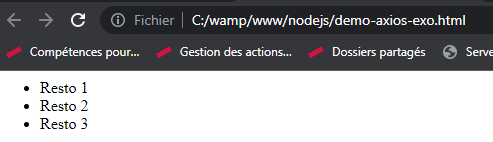 Fichier | C:/wamp/www/nodejs/demo-axios-exo.html
Compétences pour... Gestion des actions... Dossiers partagés Serve
Resto 1
Resto 2
Resto 3